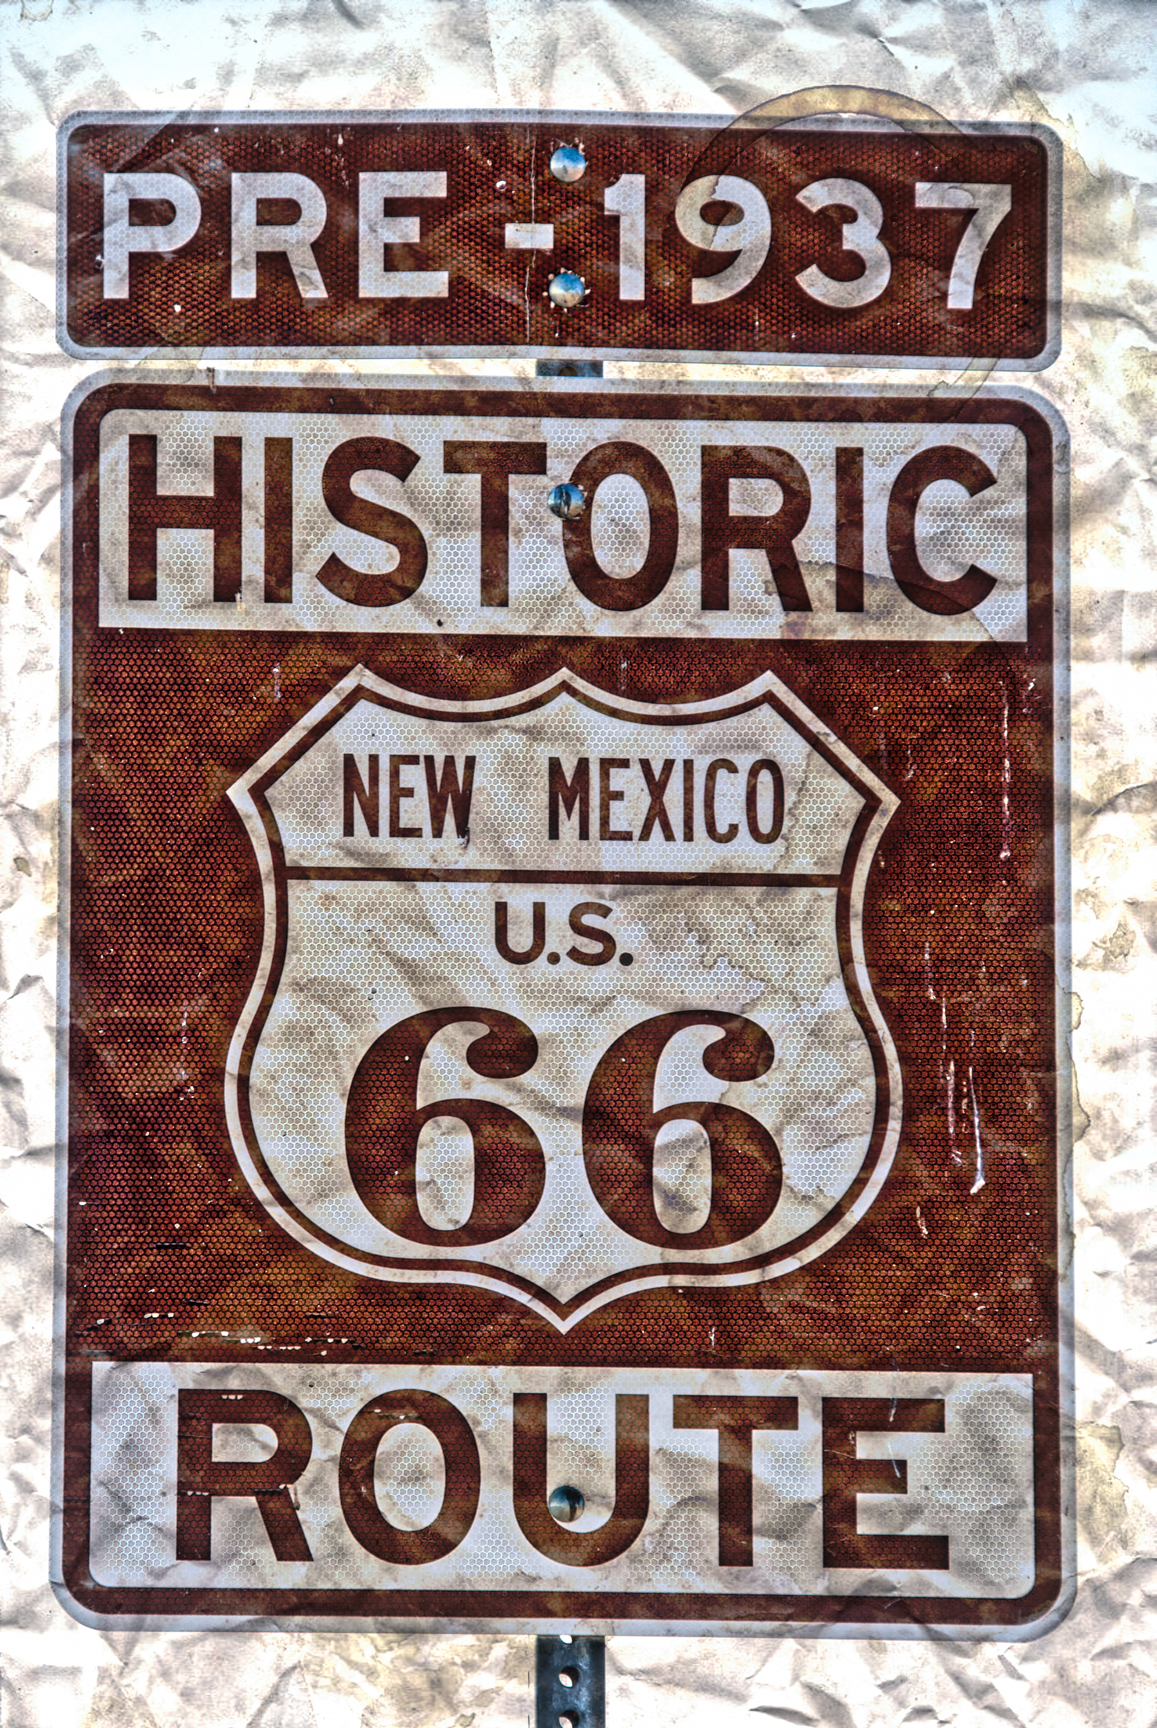 PRE-1937
HISTORIC
NEW MEXICO
U.S.
66
ROUTE